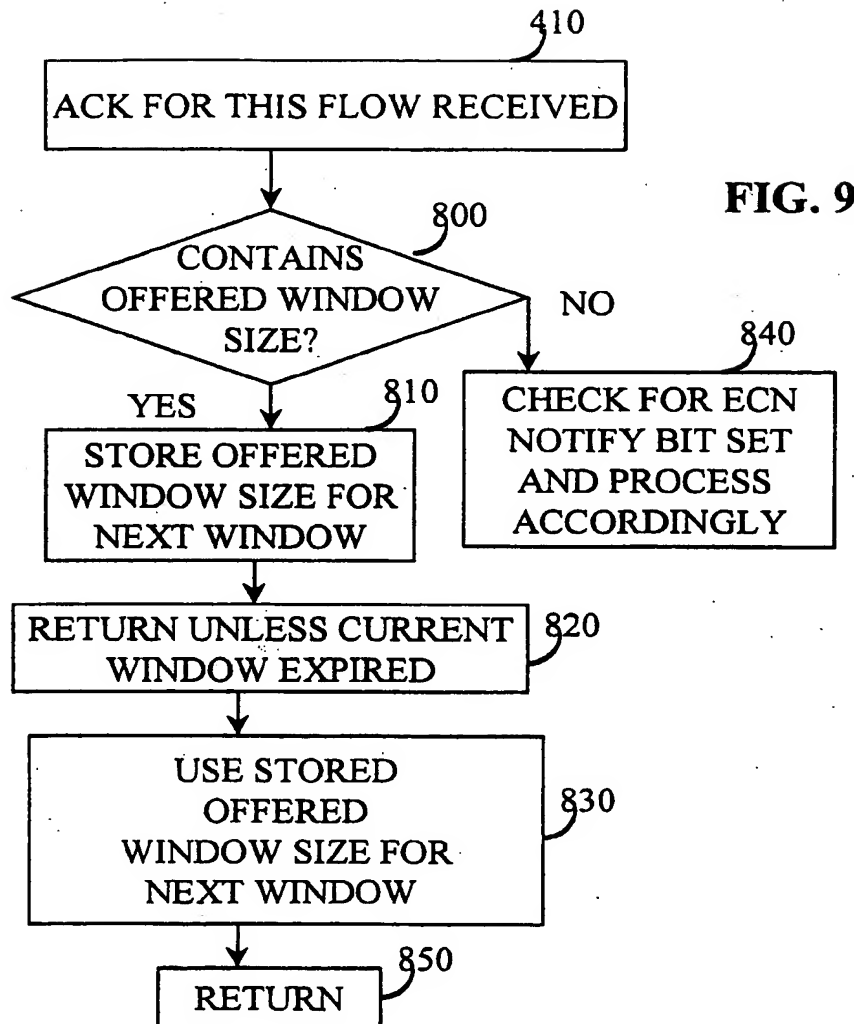 410
ACK FOR THIS FLOW RECEIVED
FIG. 9
800
CONTAINS
OFFERED WINDOW
SIZE?
NO
840
YES
810
CHECK FOR ECN
NOTIFY BIT SET
AND PROCESS
ACCORDINGLY
STORE OFFERED
WINDOW SIZE FOR
NEXT WINDOW
RETURN UNLESS CURRENT
WINDOW EXPIRED
820
USE STORED
OFFERED
WINDOW SIZE FOR
NEXT WINDOW
830
850
RETURN